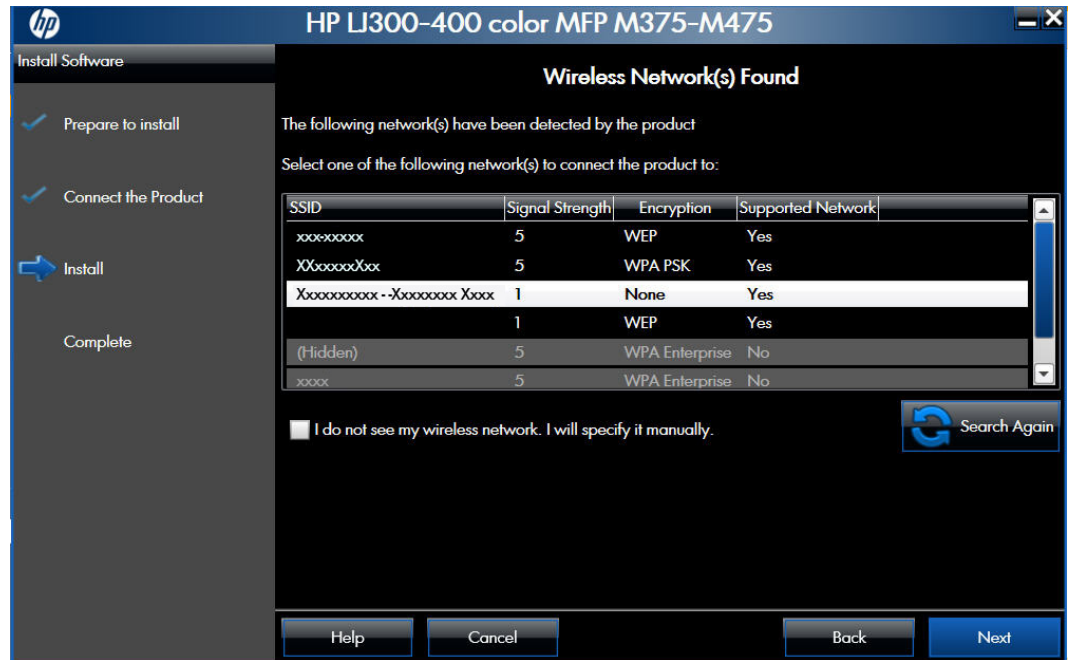 hp
HP LJ300-400 color MFP M375-M475
Install Software
Prepare to install
Connect the Product
Install
Complete
Wireless Network(s) Found
The following network(s) have been detected by the product
Select one of the following network(s) to connect the product to:
SSID Signal Strength Encryption Supported Network
xxx-xxxxx 5 WEP Yes
XXxxxxxXxx 5 WPA PSK Yes
Xxxxxxxxxx - -Xxxxxxxx Xxxx 1 None Yes
1 WEP Yes
(Hidden) 5 WPA Enterprise No
xxxx 5 WPA Enterprise No
I do not see my wireless network. I will specify it manually.
Search Again
Help Cancel Back Next